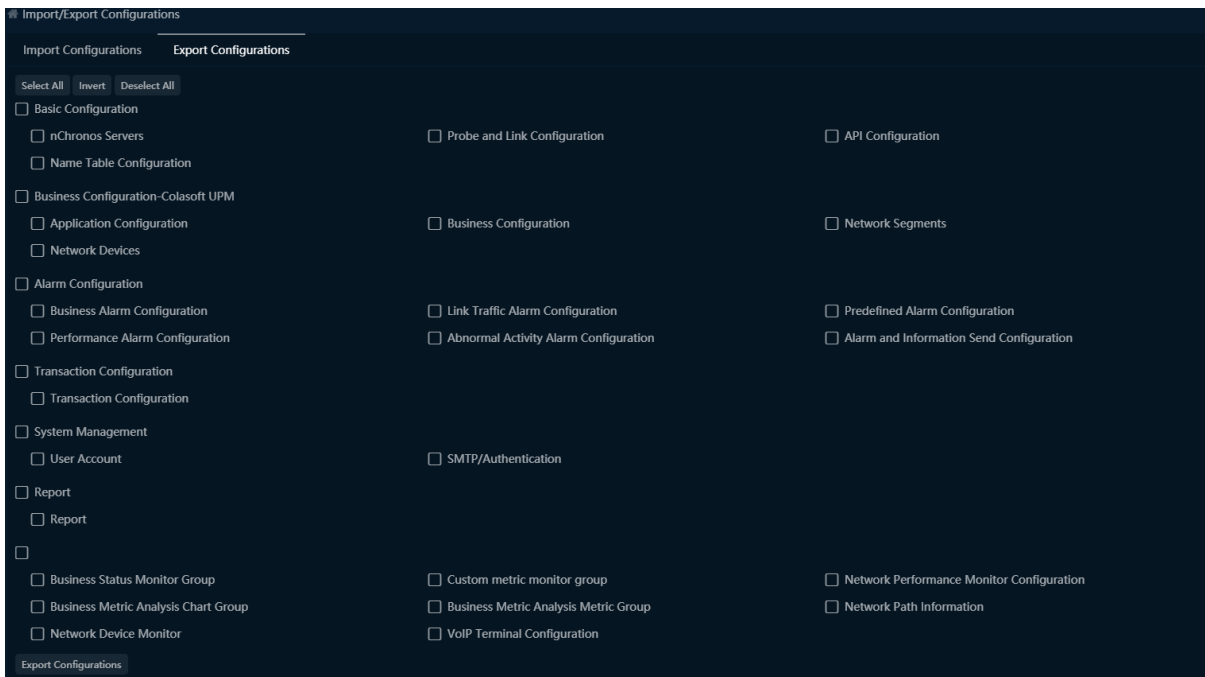 Import/Export Configurations
Import Configurations Export Configurations
Select All Invert Deselect All
Basic Configuration
nChronos Servers Probe and Link Configuration API Configuration
Name Table Configuration
Business Configuration-Colasoft UPM
Application Configuration Business Configuration Network Segments
Network Devices
Alarm Configuration
Business Alarm Configuration Link Traffic Alarm Configuration Predefined Alarm Configuration
Performance Alarm Configuration Abnormal Activity Alarm Configuration Alarm and Information Send Configuration
Transaction Configuration
Transaction Configuration
System Management
User Account SMTP/Authentication
Report
Report
Business Status Monitor Group Custom metric monitor group Network Performance Monitor Configuration
Business Metric Analysis Chart Group Business Metric Analysis Metric Group Network Path Information
Network Device Monitor VoIP Terminal Configuration
Export Configurations